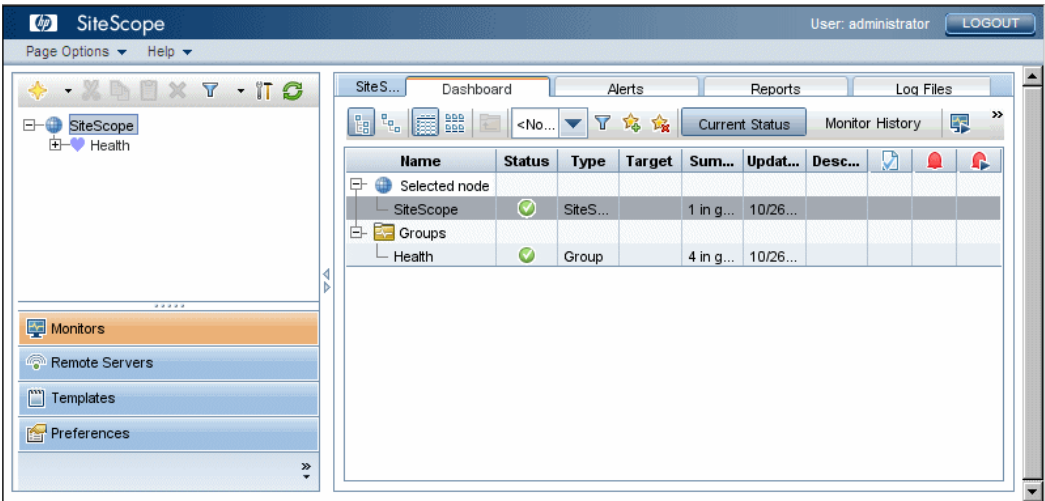 hp SiteScope User: administrator LOGOUT
Page Options Help
SiteS... Dashboard Alerts Reports Log Files
SiteScope
Health
<No... Current Status Monitor History »
Name Status Type Target Sum... Updat... Desc...
Selected node
SiteScope SiteS... 1 in g... 10/26...
Groups
Health Group 4 in g... 10/26...
Monitors
Remote Servers
Templates
Preferences
»